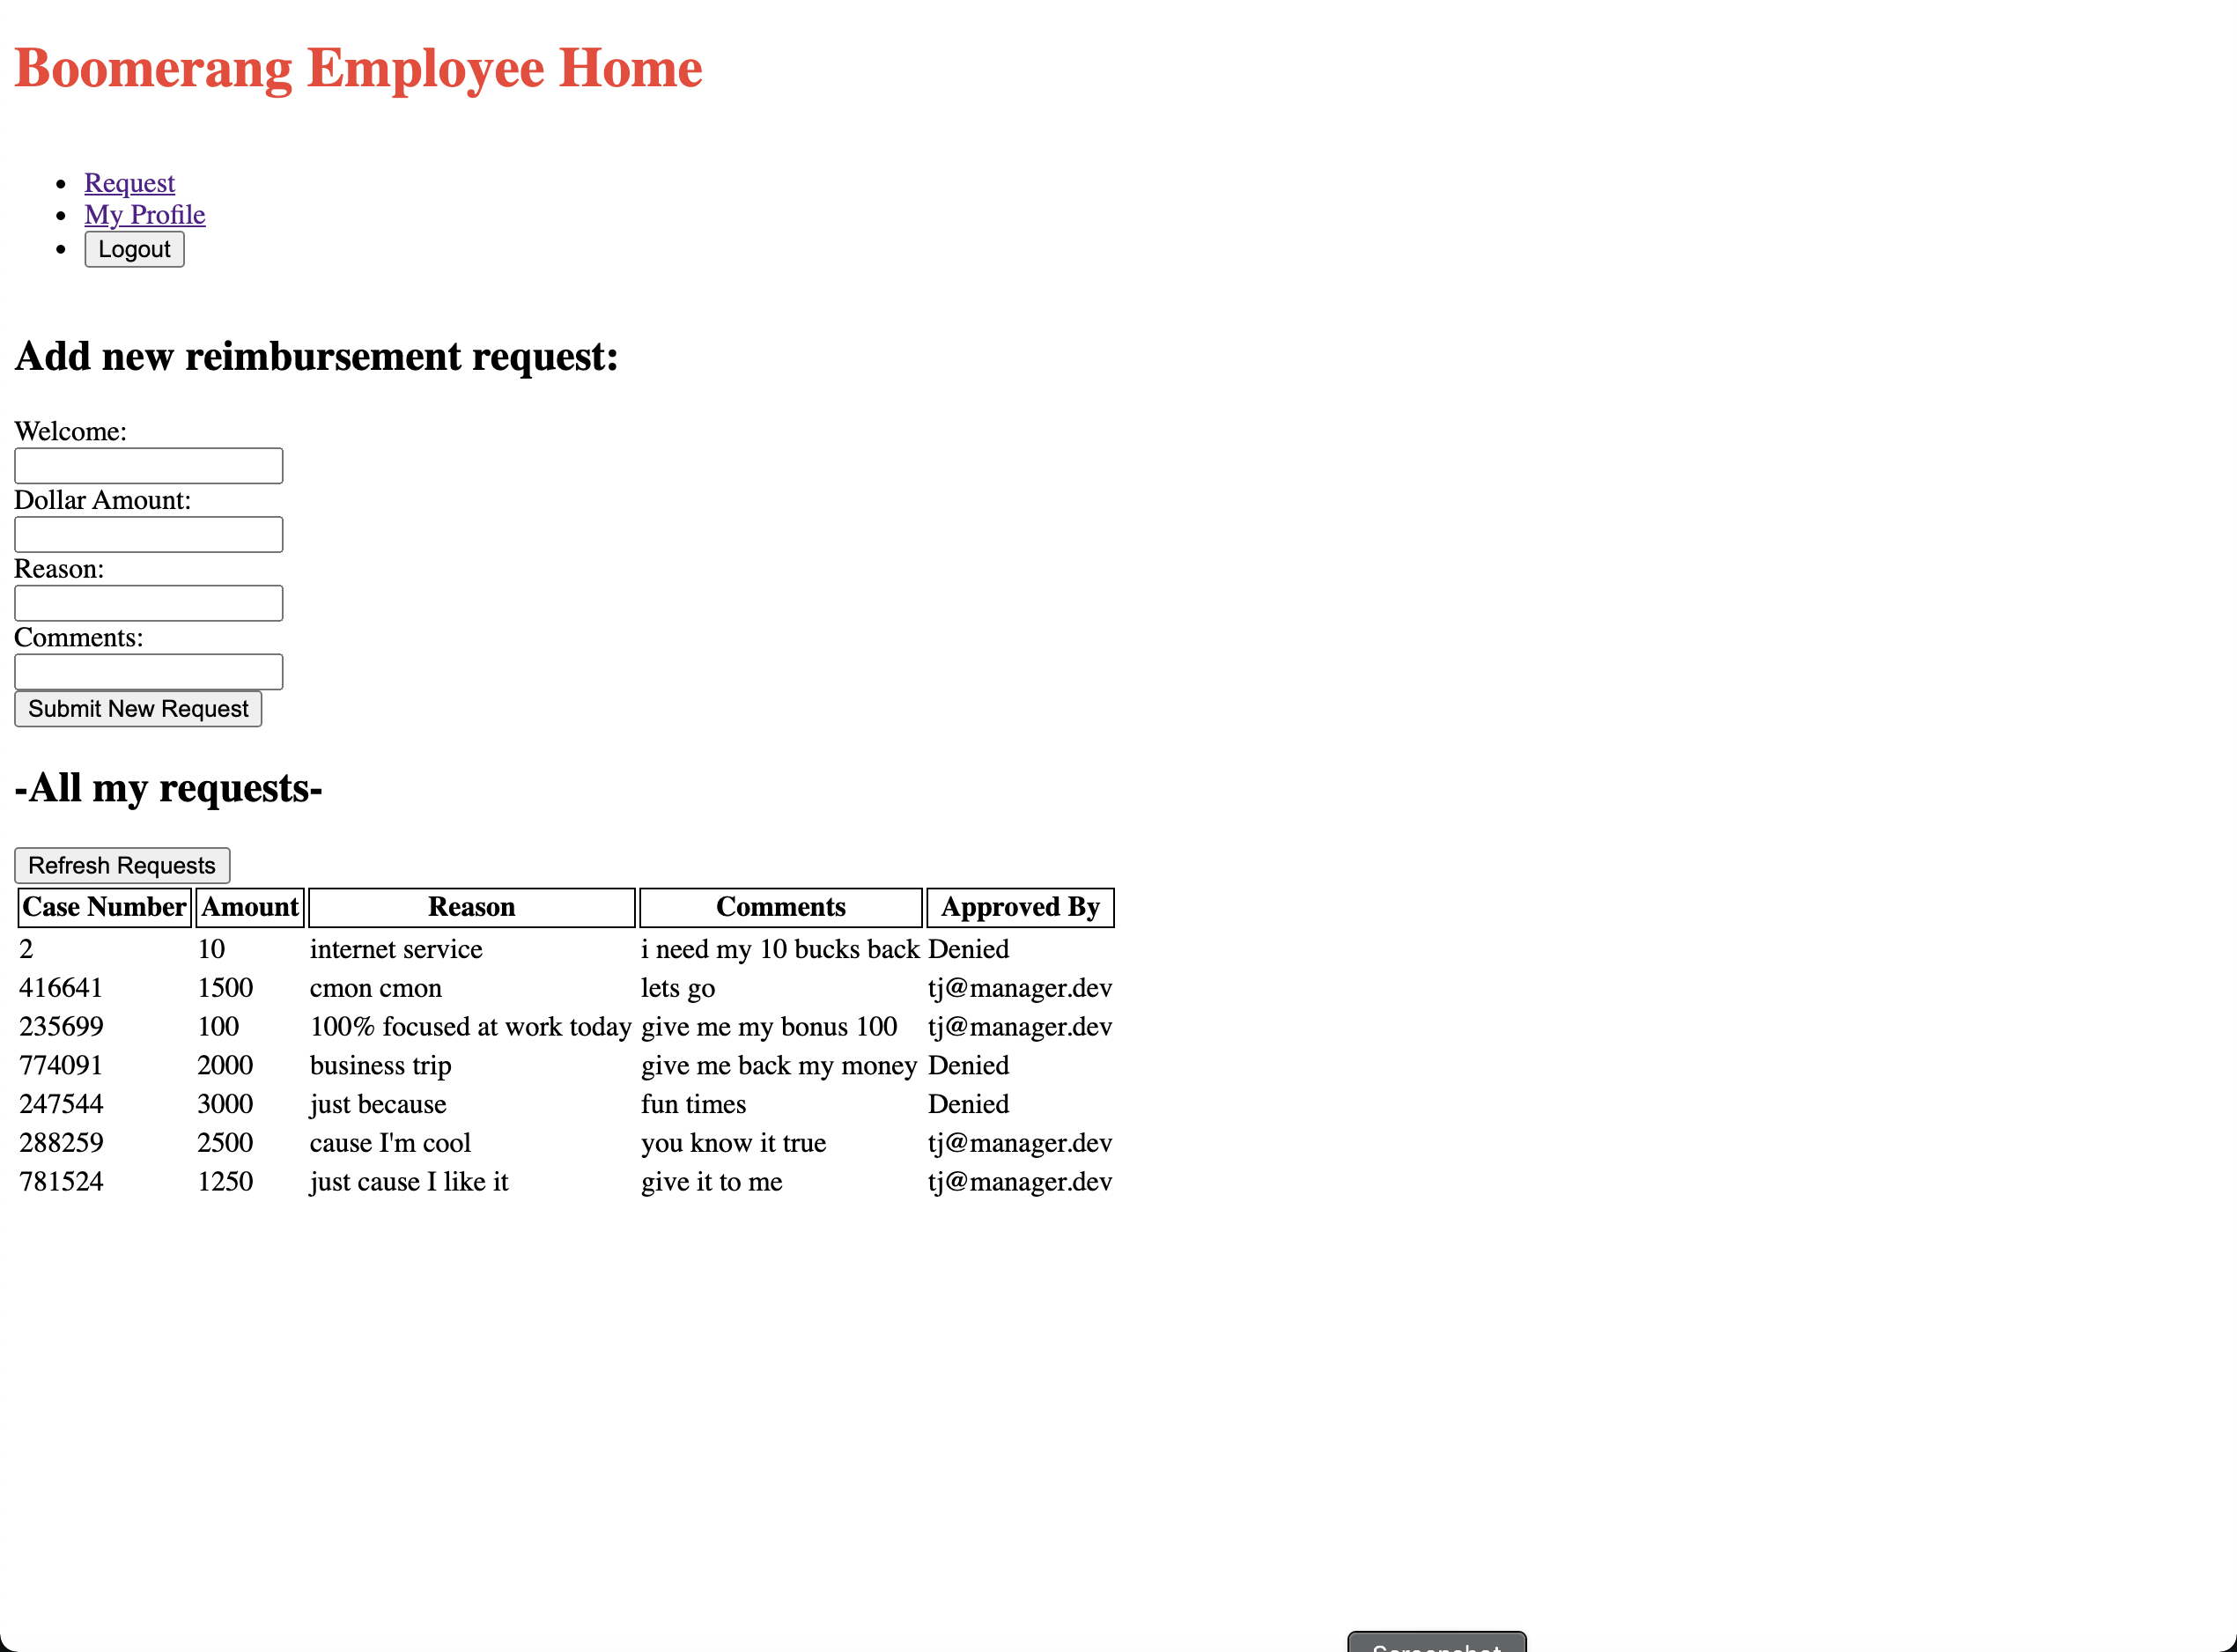 Boomerang Employee Home
Request
My Profile
Logout
Add new reimbursement request:
Welcome:
Dollar Amount:
Reason:
Comments:
Submit New Request
-All my requests-
Refresh Requests
Case Number Amount Reason Comments Approved By
2 10 internet service i need my 10 bucks back Denied
416641 1500 cmon cmon lets go tj@manager.dev
235699 100 100% focused at work today give me my bonus 100 tj@manager.dev
774091 2000 business trip give me back my money Denied
247544 3000 just because fun times Denied
288259 2500 cause I'm cool you know it true tj@manager.dev
781524 1250 just cause I like it give it to me tj@manager.dev
Screenshot